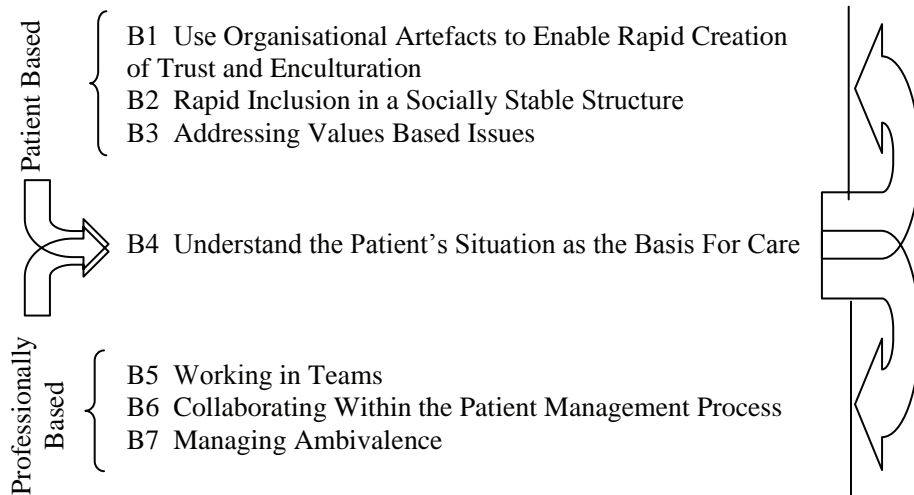 Patient Based
B1 Use Organisational Artefacts to Enable Rapid Creation
of Trust and Enculturation
B2 Rapid Inclusion in a Socially Stable Structure
B3 Addressing Values Based Issues
B4 Understand the Patient's Situation as the Basis For Care
Professionally
Based
B5 Working in Teams
B6 Collaborating Within the Patient Management Process
B7 Managing Ambivalence